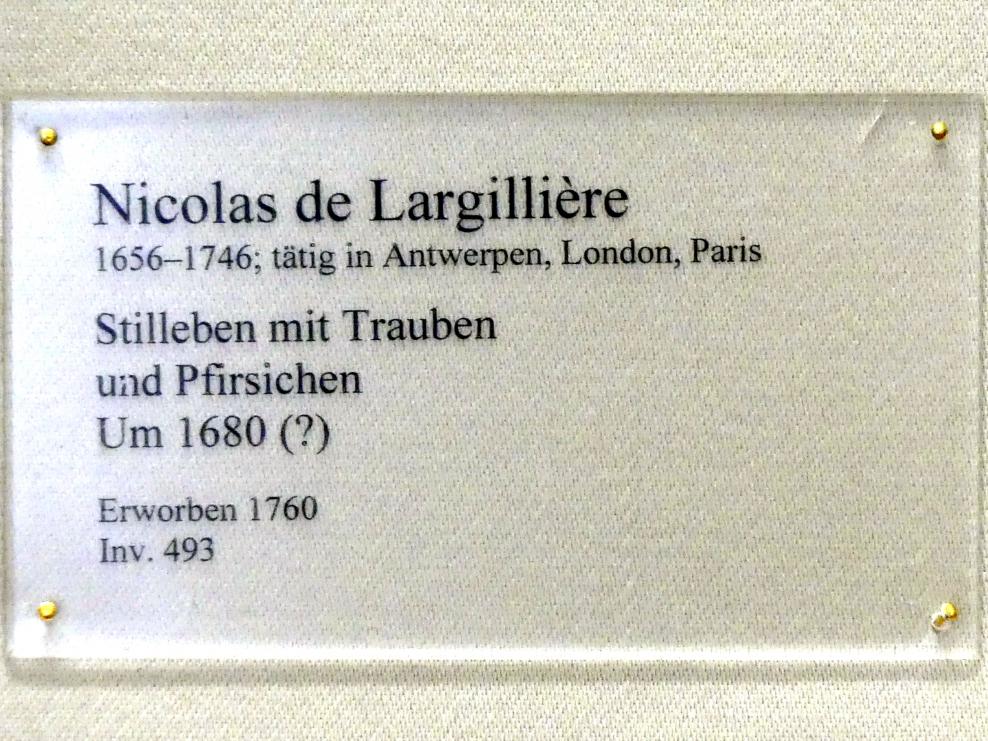 Nicolas de Largillière
1656–1746; tätig in Antwerpen, London, Paris
Stilleben mit Trauben
und Pfirsichen
Um 1680 (?)
Erworben 1760
Inv. 493